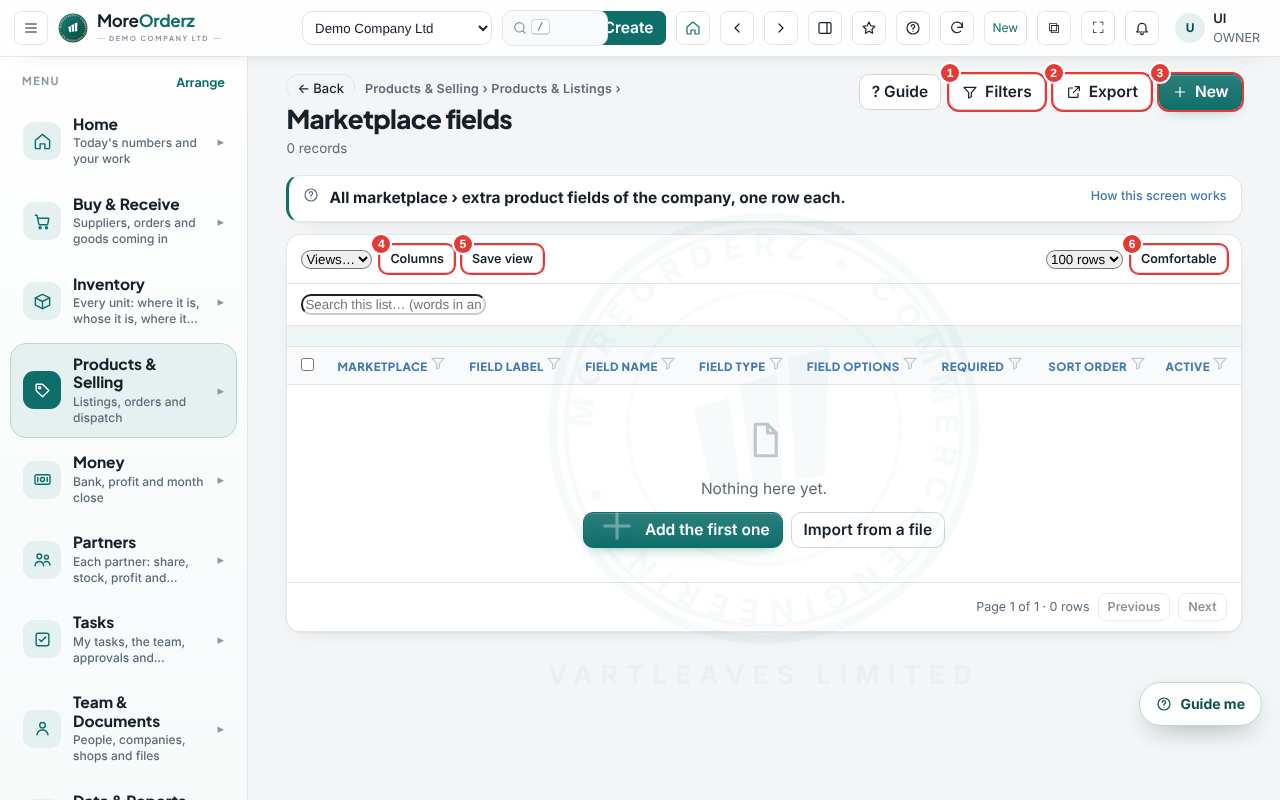 MoreOrderz
— DEMO COMPANY LTD —
Demo Company Ltd
/
Create
New
U
UI
OWNER
MENU
Arrange
Home
Today's numbers and
your work
Buy & Receive
Suppliers, orders and
goods coming in
Inventory
Every unit: where it is,
whose it is, where it...
Products &
Selling
Listings, orders and
dispatch
Money
Bank, profit and month
close
Partners
Each partner: share,
stock, profit and...
Tasks
My tasks, the team,
approvals and...
Team &
Documents
People, companies,
shops and files
Data & Reports
← Back
Products & Selling › Products & Listings ›
Marketplace fields
0 records
? Guide
1
Filters
2
Export
3
+ New
All marketplace › extra product fields of the company, one row each.
How this screen works
Views...
4
Columns
5
Save view
100 rows
6
Comfortable
Search this list... (words in an
MARKETPLACE
FIELD LABEL
FIELD NAME
FIELD TYPE
FIELD OPTIONS
REQUIRED
SORT ORDER
ACTIVE
Nothing here yet.
+ Add the first one
Import from a file
Page 1 of 1 · 0 rows
Previous
Next
MOREORDERZ • COMMERCE ENGINEERING •
VARTLEAVES LIMITED
Guide me